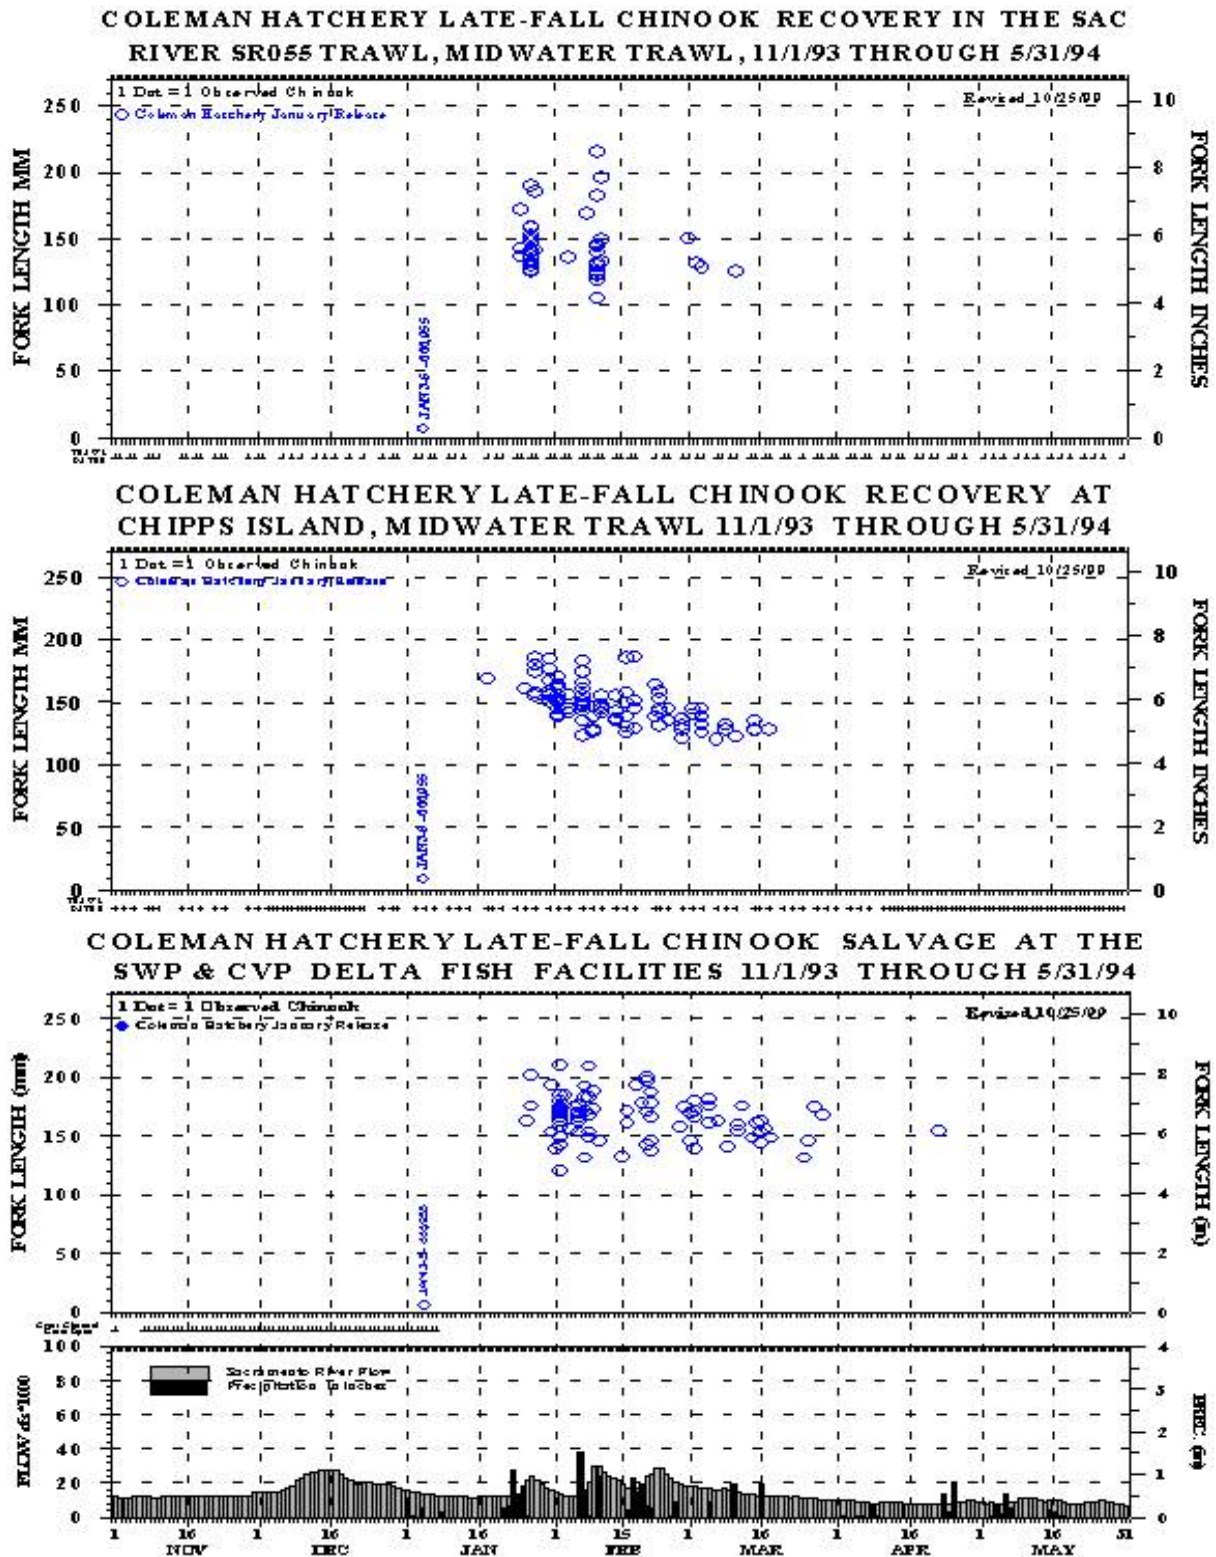 COLEMAN HATCHERY LATE-FALL CHINOOK RECOVERY IN THE SAC
RIVER SR055 TRAWL, MIDWATER TRAWL, 11/1/93 THROUGH 5/31/94
1 Dot = 1 Observed Chinook
Coleman Hatchery January Release
Revised 10/25/99
FORK LENGTH MM
250
200
150
100
50
0
10
8
6
4
2
0
FORK LENGTH INCHES
COLEMAN HATCHERY LATE-FALL CHINOOK RECOVERY AT
CHIPPS ISLAND, MIDWATER TRAWL 11/1/93 THROUGH 5/31/94
1 Dot = 1 Observed Chinook
Coleman Hatchery January Release
Revised 10/25/99
FORK LENGTH MM
250
200
150
100
50
0
10
8
6
4
2
0
FORK LENGTH INCHES
COLEMAN HATCHERY LATE-FALL CHINOOK SALVAGE AT THE
SWP & CVP DELTA FISH FACILITIES 11/1/93 THROUGH 5/31/94
1 Dot = 1 Observed Chinook
Coleman Hatchery January Release
Revised 10/25/99
FORK LENGTH (mm)
250
200
150
100
50
0
10
8
6
4
2
0
FORK LENGTH (in)
Sacramento River Flow
Precipitation In Inches
FLOW cfs*1000
100
80
60
40
20
0
4
3
2
1
0
PREC. (in)
1 16 1 16 1 16 1 15 1 16 1 16 1 16 31
NOV DEC JAN FEB MAR APR MAY